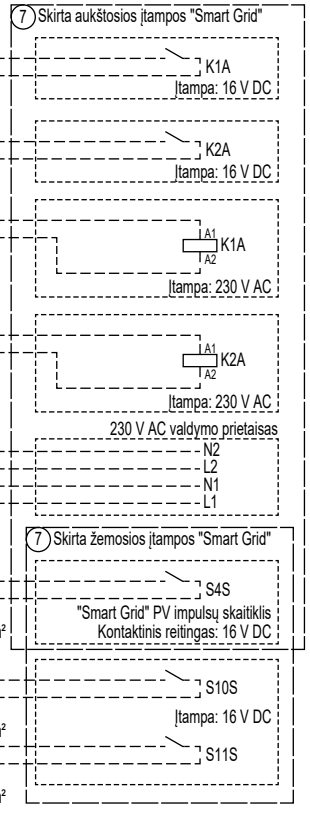 7 Skirta aukštosios įtampos "Smart Grid"
K1A
Įtampa: 16 V DC
K2A
Įtampa: 16 V DC
A1
K1A
A2
Įtampa: 230 V AC
A1
K2A
A2
Įtampa: 230 V AC
230 V AC valdymo prietaisas
N2
L2
N1
L1
7 Skirta žemosios įtampos "Smart Grid"
S4S
"Smart Grid" PV impulsų skaitiklis
Kontaktinis reitingas: 16 V DC
S10S
Įtampa: 16 V DC
S11S